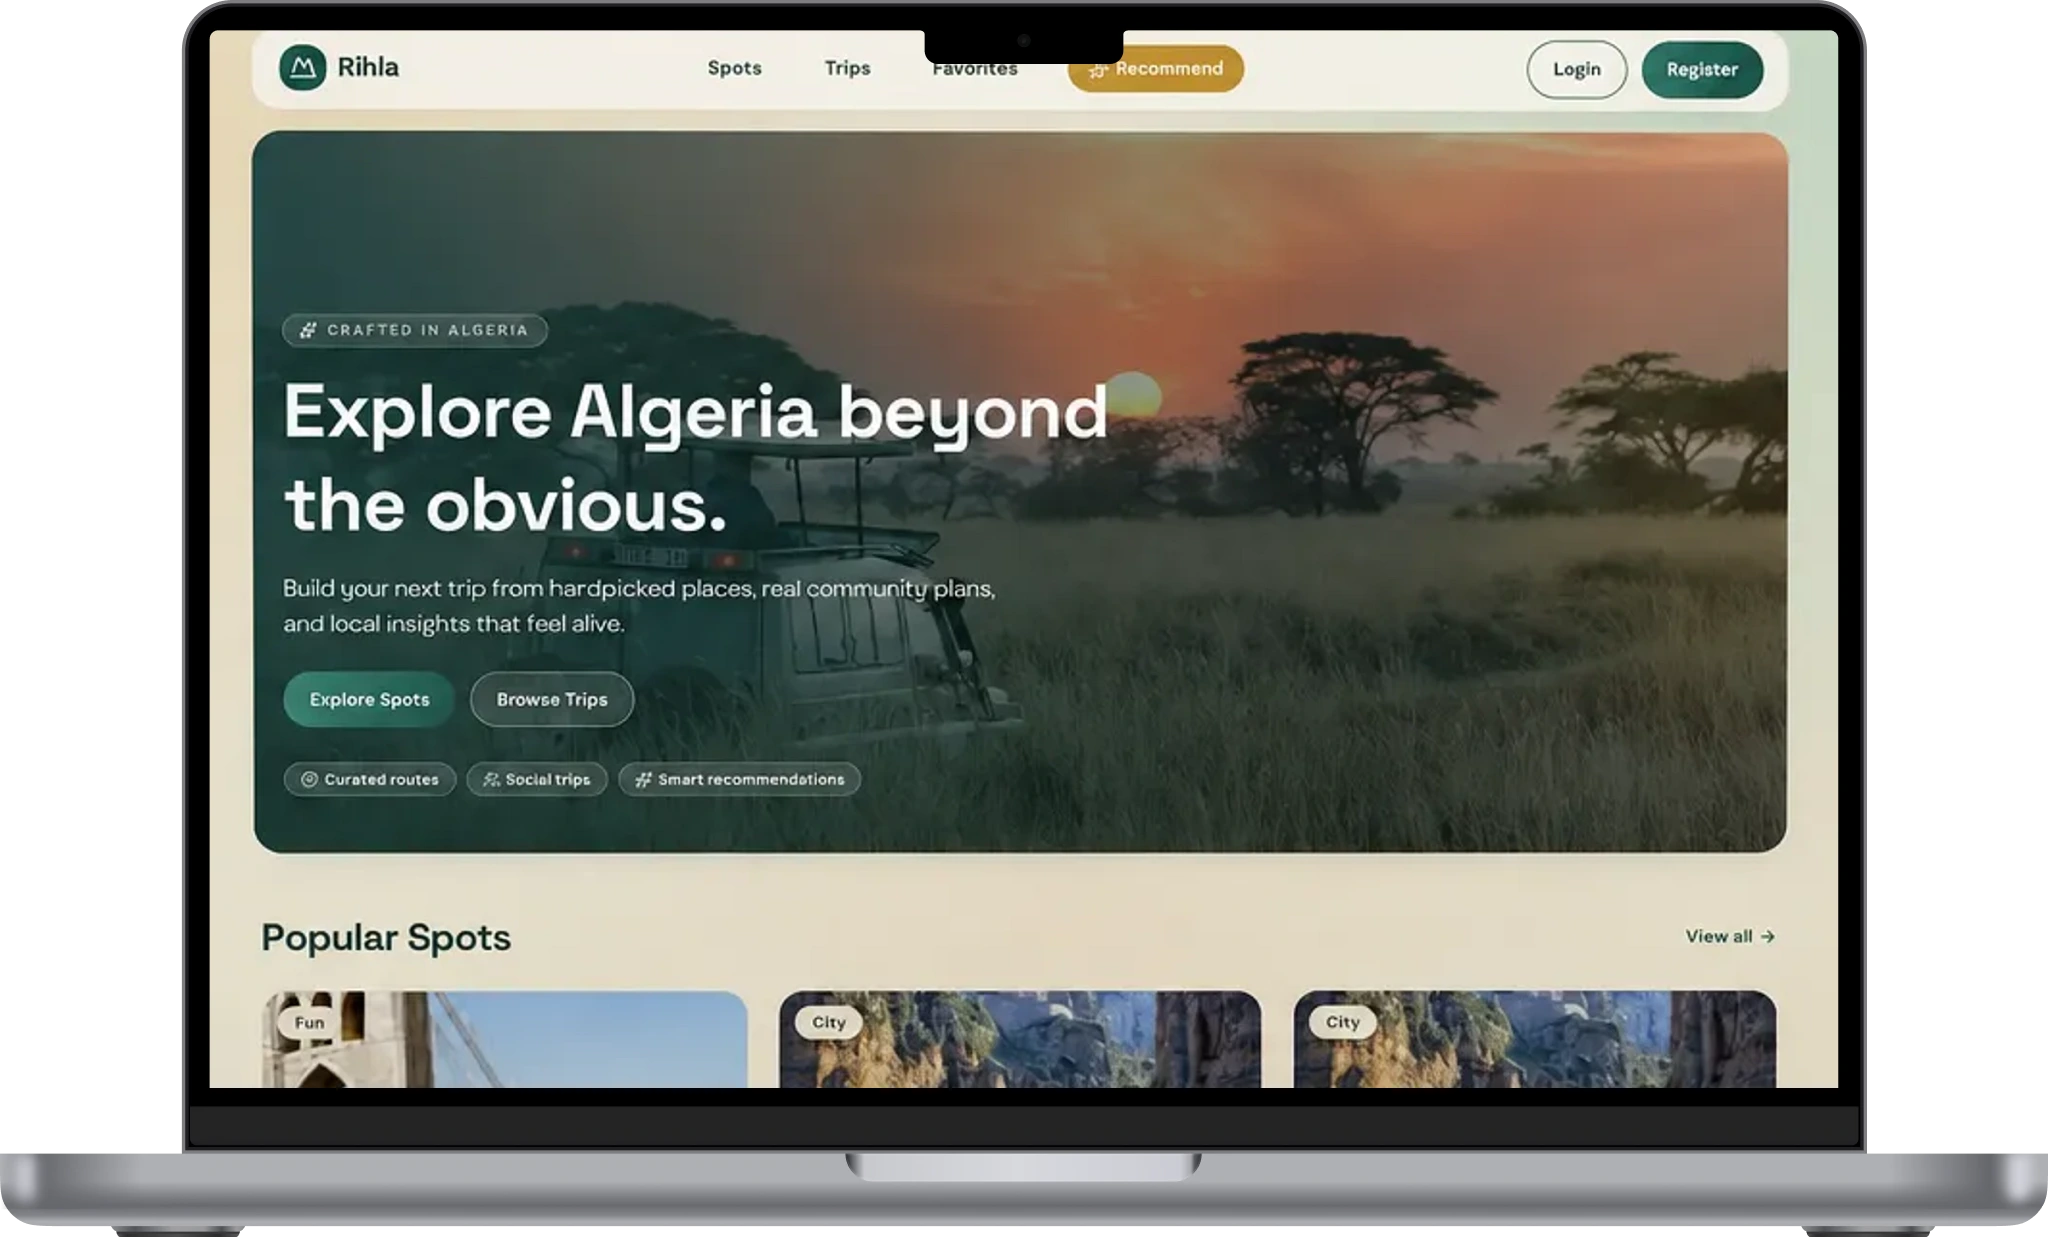 Rihla
Spots
Trips
Favorites
Recommend
Login
Register
CRAFTED IN ALGERIA
Explore Algeria beyond
the obvious.
Build your next trip from hardpicked places, real community plans,
and local insights that feel alive.
Explore Spots
Browse Trips
Curated routes
Social trips
Smart recommendations
Popular Spots
View all →
Fun
City
City